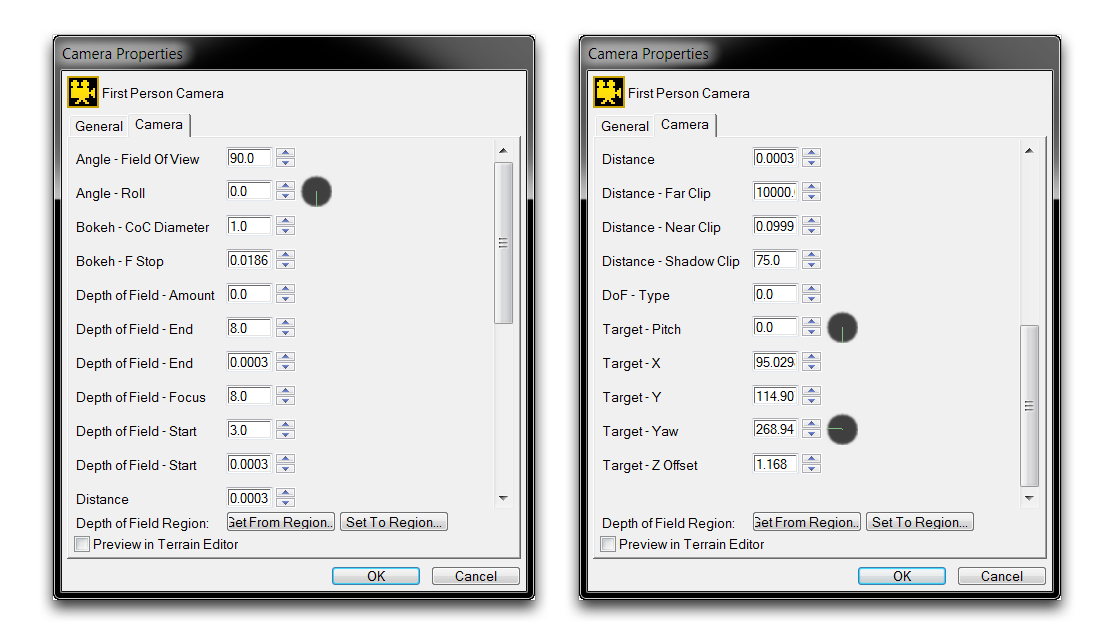 Camera Properties
First Person Camera
General Camera
Angle - Field Of View 90.0
Angle - Roll 0.0
Bokeh - CoC Diameter 1.0
Bokeh - F Stop 0.0186
Depth of Field - Amount 0.0
Depth of Field - End 8.0
Depth of Field - End 0.0003
Depth of Field - Focus 8.0
Depth of Field - Start 3.0
Depth of Field - Start 0.0003
Distance 0.0003
Depth of Field Region: Get From Region.. Set To Region...
Preview in Terrain Editor
OK Cancel
Camera Properties
First Person Camera
General Camera
Distance 0.0003
Distance - Far Clip 10000.
Distance - Near Clip 0.0999
Distance - Shadow Clip 75.0
DoF - Type 0.0
Target - Pitch 0.0
Target - X 95.029
Target - Y 114.90
Target - Yaw 268.94
Target - Z Offset 1.168
Depth of Field Region: Get From Region.. Set To Region...
Preview in Terrain Editor
OK Cancel